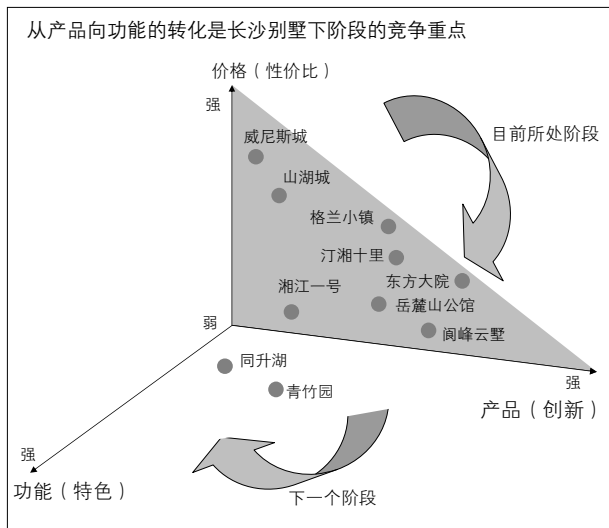 从产品向功能的转化是长沙别墅下阶段的竞争重点
价格（性价比）
强
目前所处阶段
威尼斯城
山湖城
格兰小镇
汀湘十里
东方大院
湘江一号
岳麓山公馆
弱
阆峰云墅
同升湖
强
青竹园
产品（创新）
强
功能（特色）
下一个阶段